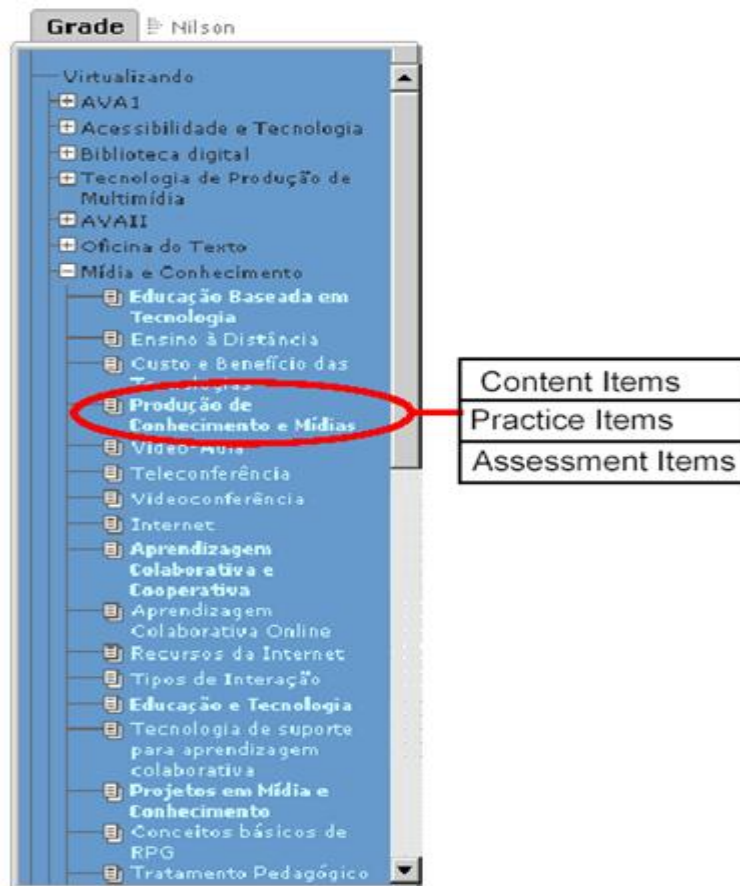 Grade Nilson
Virtualizando
AVA1
Acessibilidade e Tecnologia
Biblioteca digital
Tecnologia de Produção de
Multimídia
AVAII
Oficina do Texto
Mídia e Conhecimento
Educação Baseada em
Tecnologia
Ensino à Distância
Custo e Benefício das
Tecnologias
Produção de
Conhecimento e Mídias
Vídeo-Aula
Teleconferência
Videoconferência
Internet
Aprendizagem
Colaborativa e
Cooperativa
Aprendizagem
Colaborativa Online
Recursos da Internet
Tipos de Interação
Educação e Tecnologia
Tecnologia de suporte
para aprendizagem
colaborativa
Projetos em Mídia e
Conhecimento
Conceitos básicos de
RPG
Tratamento Pedagógico
Content Items
Practice Items
Assessment Items